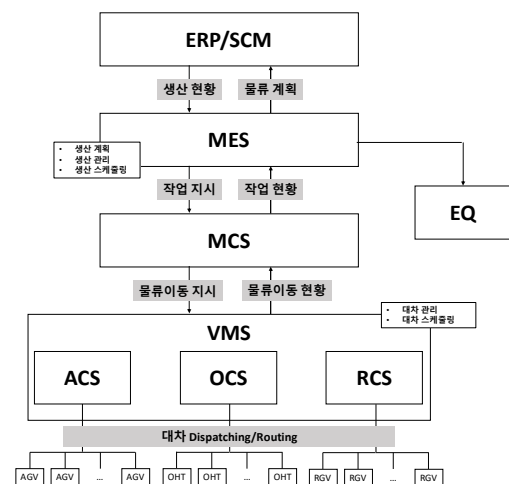 ERP/SCM
생산 현황
물류 계획
MES
• 생산 계획
• 생산 관리
• 생산 스케줄링
작업 지시
작업 현황
EQ
MCS
물류이동 지시
물류이동 현황
• 대차 관리
• 대차 스케줄링
VMS
ACS
OCS
RCS
대차 Dispatching/Routing
AGV AGV ... AGV
OHT OHT ... OHT
RGV RGV ... RGV